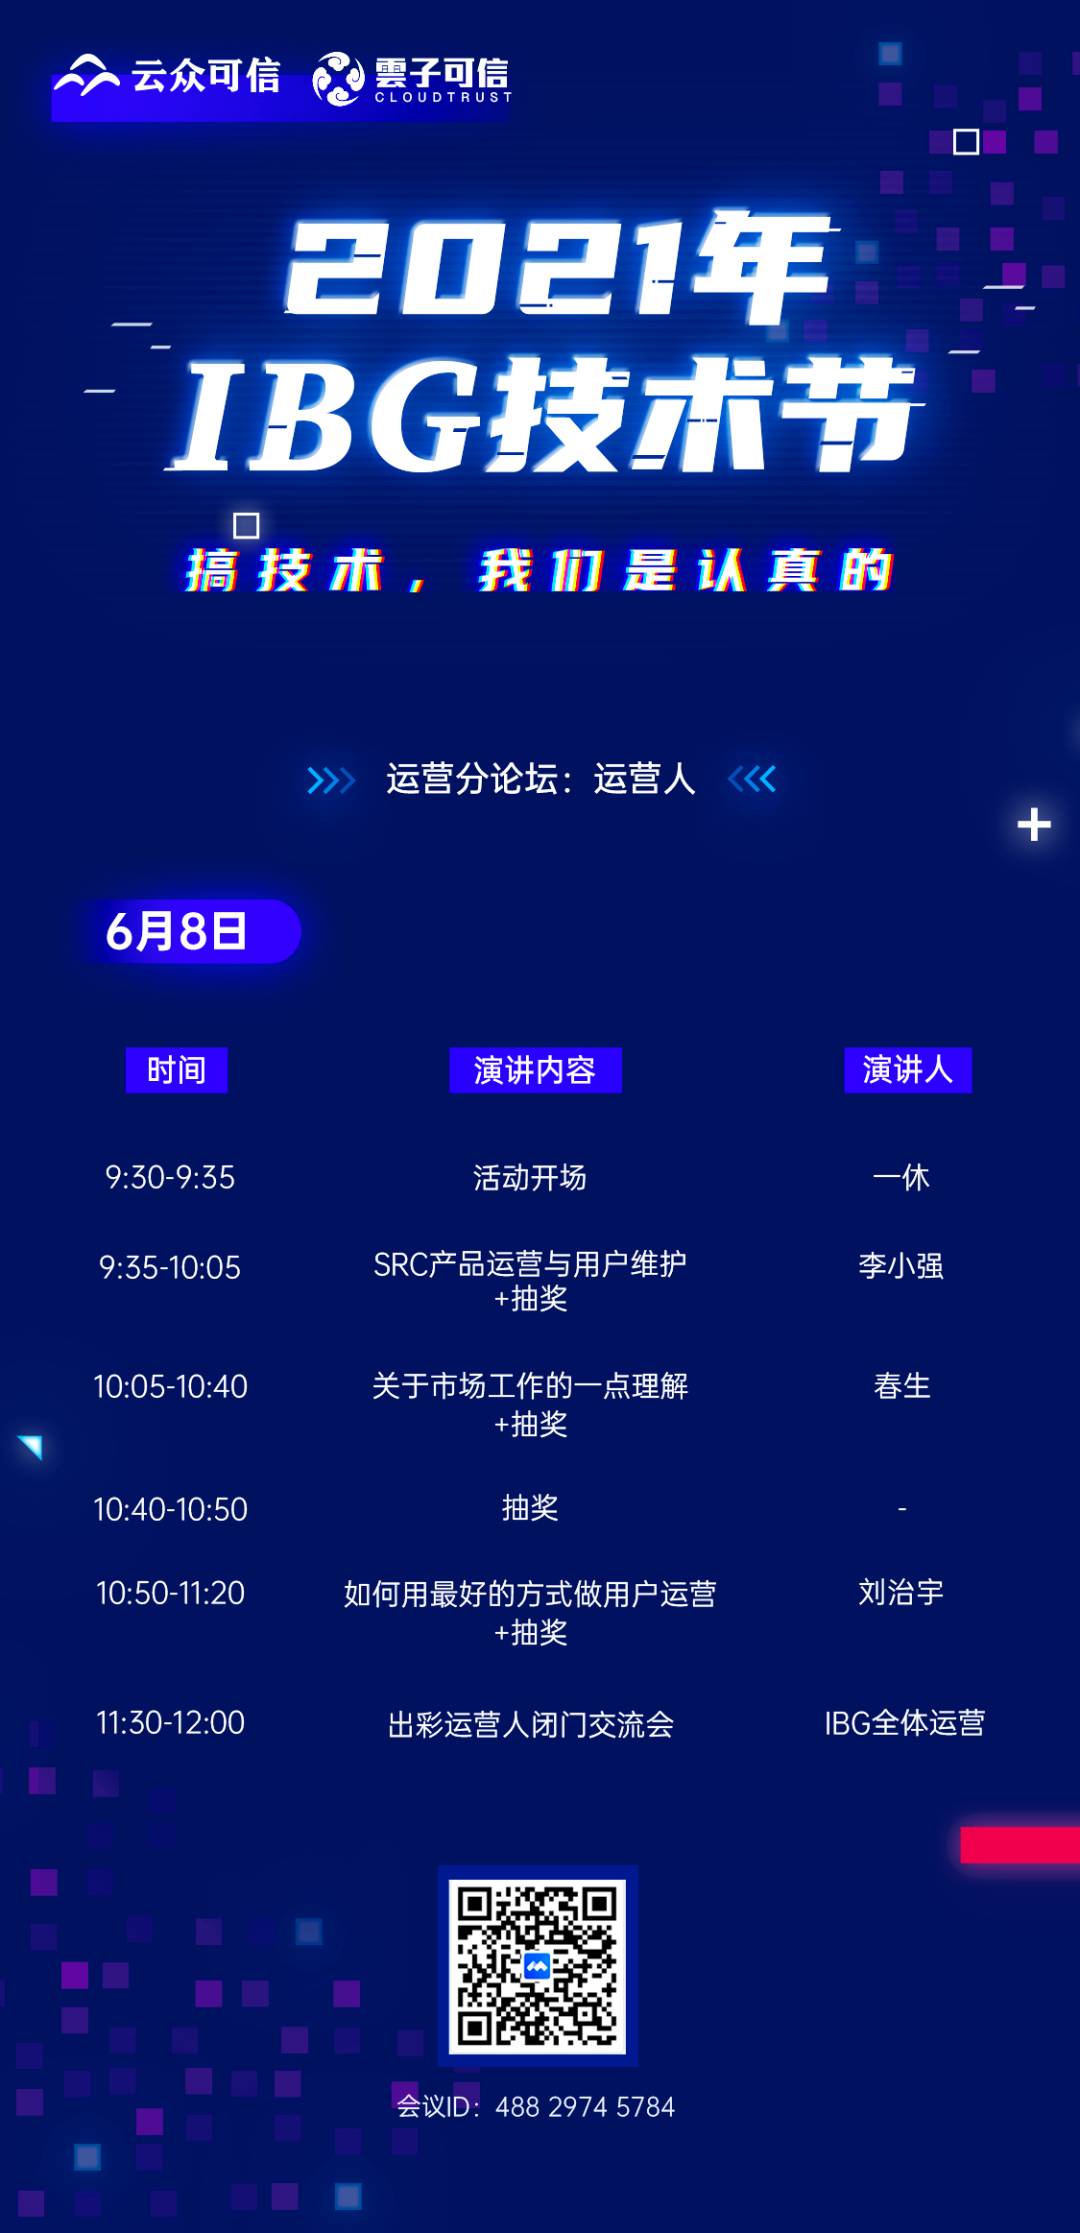 云众可信 雲子可信
CLOUDTRUST
2021年
IBG技术节
搞技术，我们是认真的
运营分论坛：运营人
6月8日
时间 演讲内容 演讲人
9:30-9:35 活动开场 一休
9:35-10:05 SRC产品运营与用户维护 李小强
+抽奖
10:05-10:40 关于市场工作的一点理解 春生
+抽奖
10:40-10:50 抽奖 -
10:50-11:20 如何用最好的方式做用户运营 刘治宇
+抽奖
11:30-12:00 出彩运营人闭门交流会 IBG全体运营
会议ID：488 2974 5784